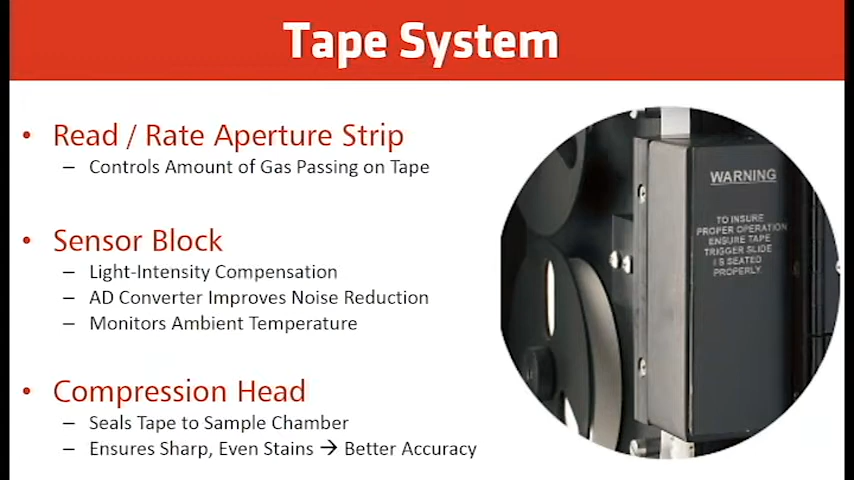 Tape System
• Read / Rate Aperture Strip
– Controls Amount of Gas Passing on Tape
• Sensor Block
– Light-Intensity Compensation
– AD Converter Improves Noise Reduction
– Monitors Ambient Temperature
• Compression Head
– Seals Tape to Sample Chamber
– Ensures Sharp, Even Stains → Better Accuracy
WARNING
TO INSURE
PROPER OPERATION
ENSURE TAPE
TRIGGER SLIDE
IS SEATED
PROPERLY